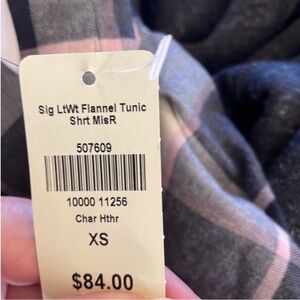 Sig LtWt Flannel Tunic
Shrt MisR
507609
10000 11256
Char Hthr
XS
$84.00